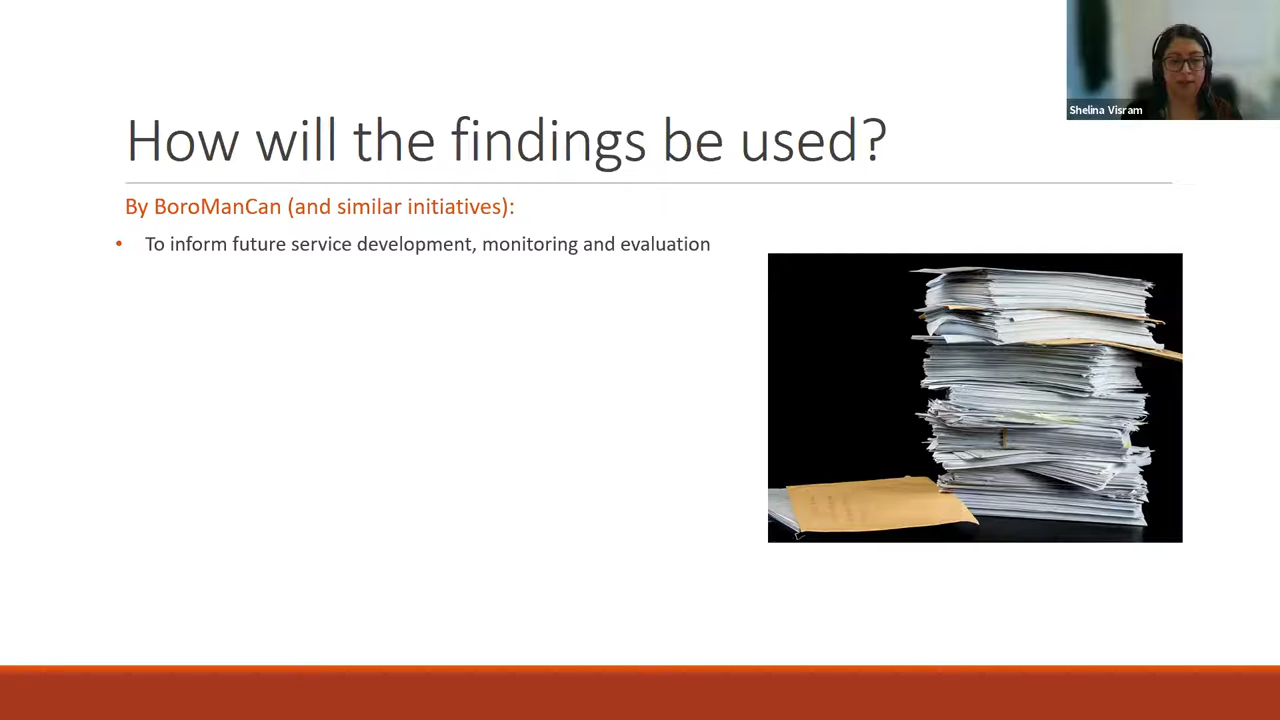 Shelina Visram
How will the findings be used?
By BoroManCan (and similar initiatives):
• To inform future service development, monitoring and evaluation